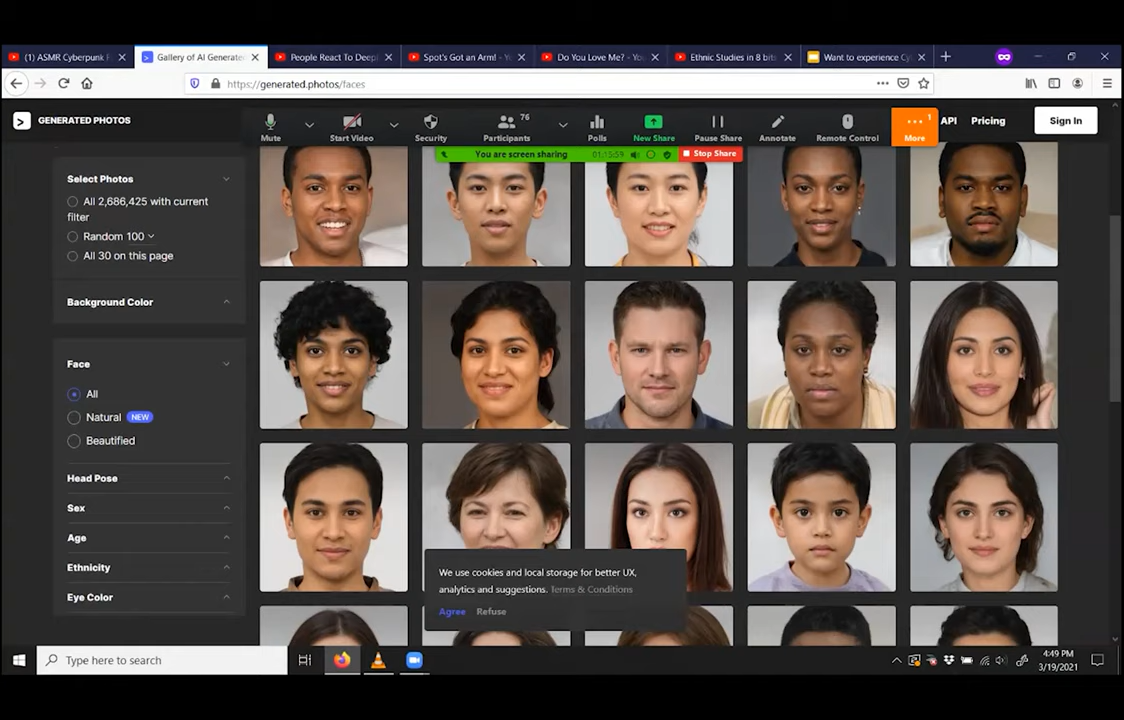 (1) ASMR Cyberpunk
Gallery of AI Generated
People React To Deep
Spot's Got an Arm! -
Do You Love Me? - You
Ethnic Studies in 8 bit
Want to experience Cy
https://generated.photos/faces
GENERATED PHOTOS
Mute
Start Video
Security
76
Participants
Polls
New Share
Pause Share
Annotate
Remote Control
1
More
API
Pricing
Sign In
You are screen sharing
01:15:59
Stop Share
Select Photos
All 2,686,425 with current
filter
Random 100
All 30 on this page
Background Color
Face
All
Natural NEW
Beautified
Head Pose
Sex
Age
Ethnicity
Eye Color
We use cookies and local storage for better UX,
analytics and suggestions. Terms & Conditions
Agree Refuse
Type here to search
4:49 PM
3/19/2021